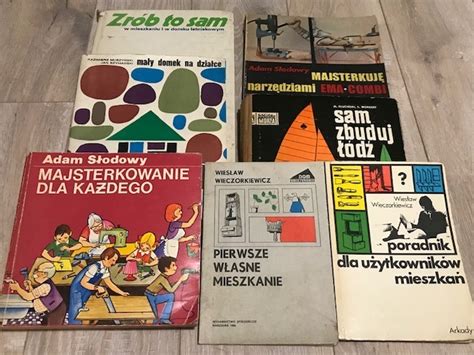 Zrób to sam
w mieszkaniu i w domku letniskowym
Adam Słodowy
MAJSTERKUJĘ
narzędziami EMA-COMBI
mały domek na działce
sam
zbuduj
łódź
Adam Słodowy
MAJSTERKOWANIE
DLA KAŻDEGO
WIESŁAW
WIECZORKIEWICZ
DOM
PIERWSZE
WŁASNE
MIESZKANIE
?
Wiesław
Wieczorkiewicz
poradnik
dla użytkowników
mieszkań
Arkady